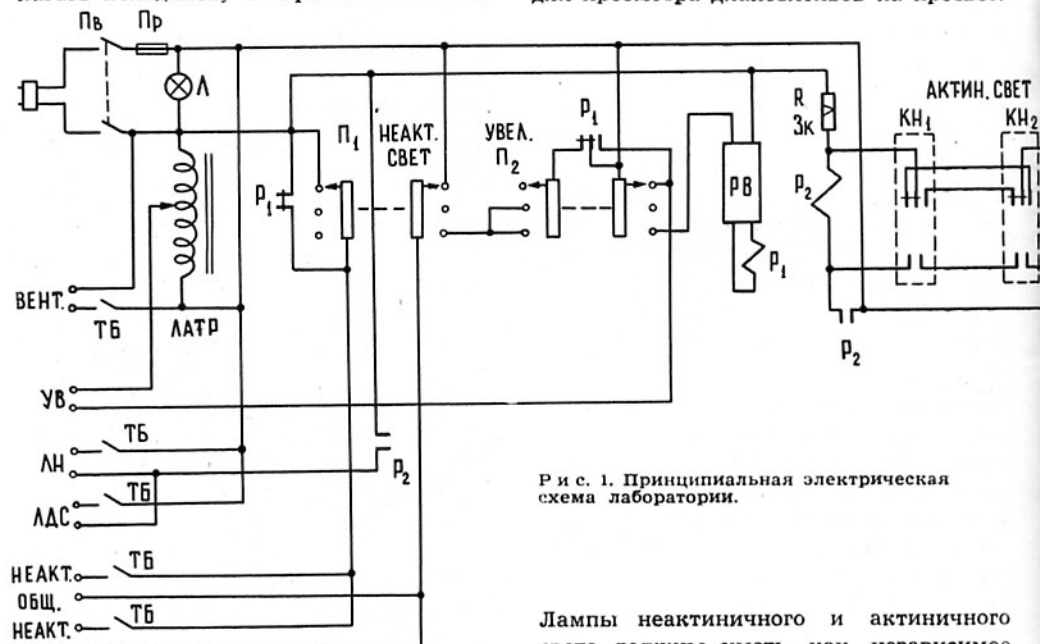 Пв Пр
Л
АКТИН. СВЕТ
R
3к
КН₁ КН₂
П₁ НЕАКТ.
СВЕТ
УВЕЛ.
П₂
Р₁
Р₁
РВ
Р₂
Р₁
ВЕНТ.
ТБ ЛАТР
Р₂
УВ
ЛН ТБ
Р₂
ЛДС ТБ
НЕАКТ. ТБ
ОБЩ.
НЕАКТ. ТБ
Рис. 1. Принципиальная электрическая
схема лаборатории.
Лампы неактиничного и актиничного